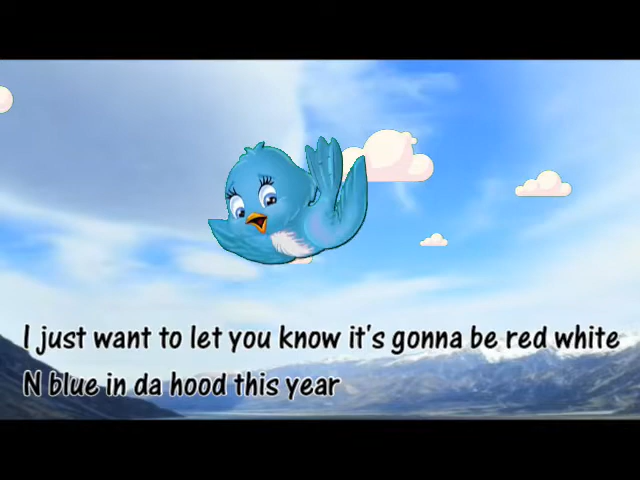 I just want to let you know it's gonna be red white
N blue in da hood this year